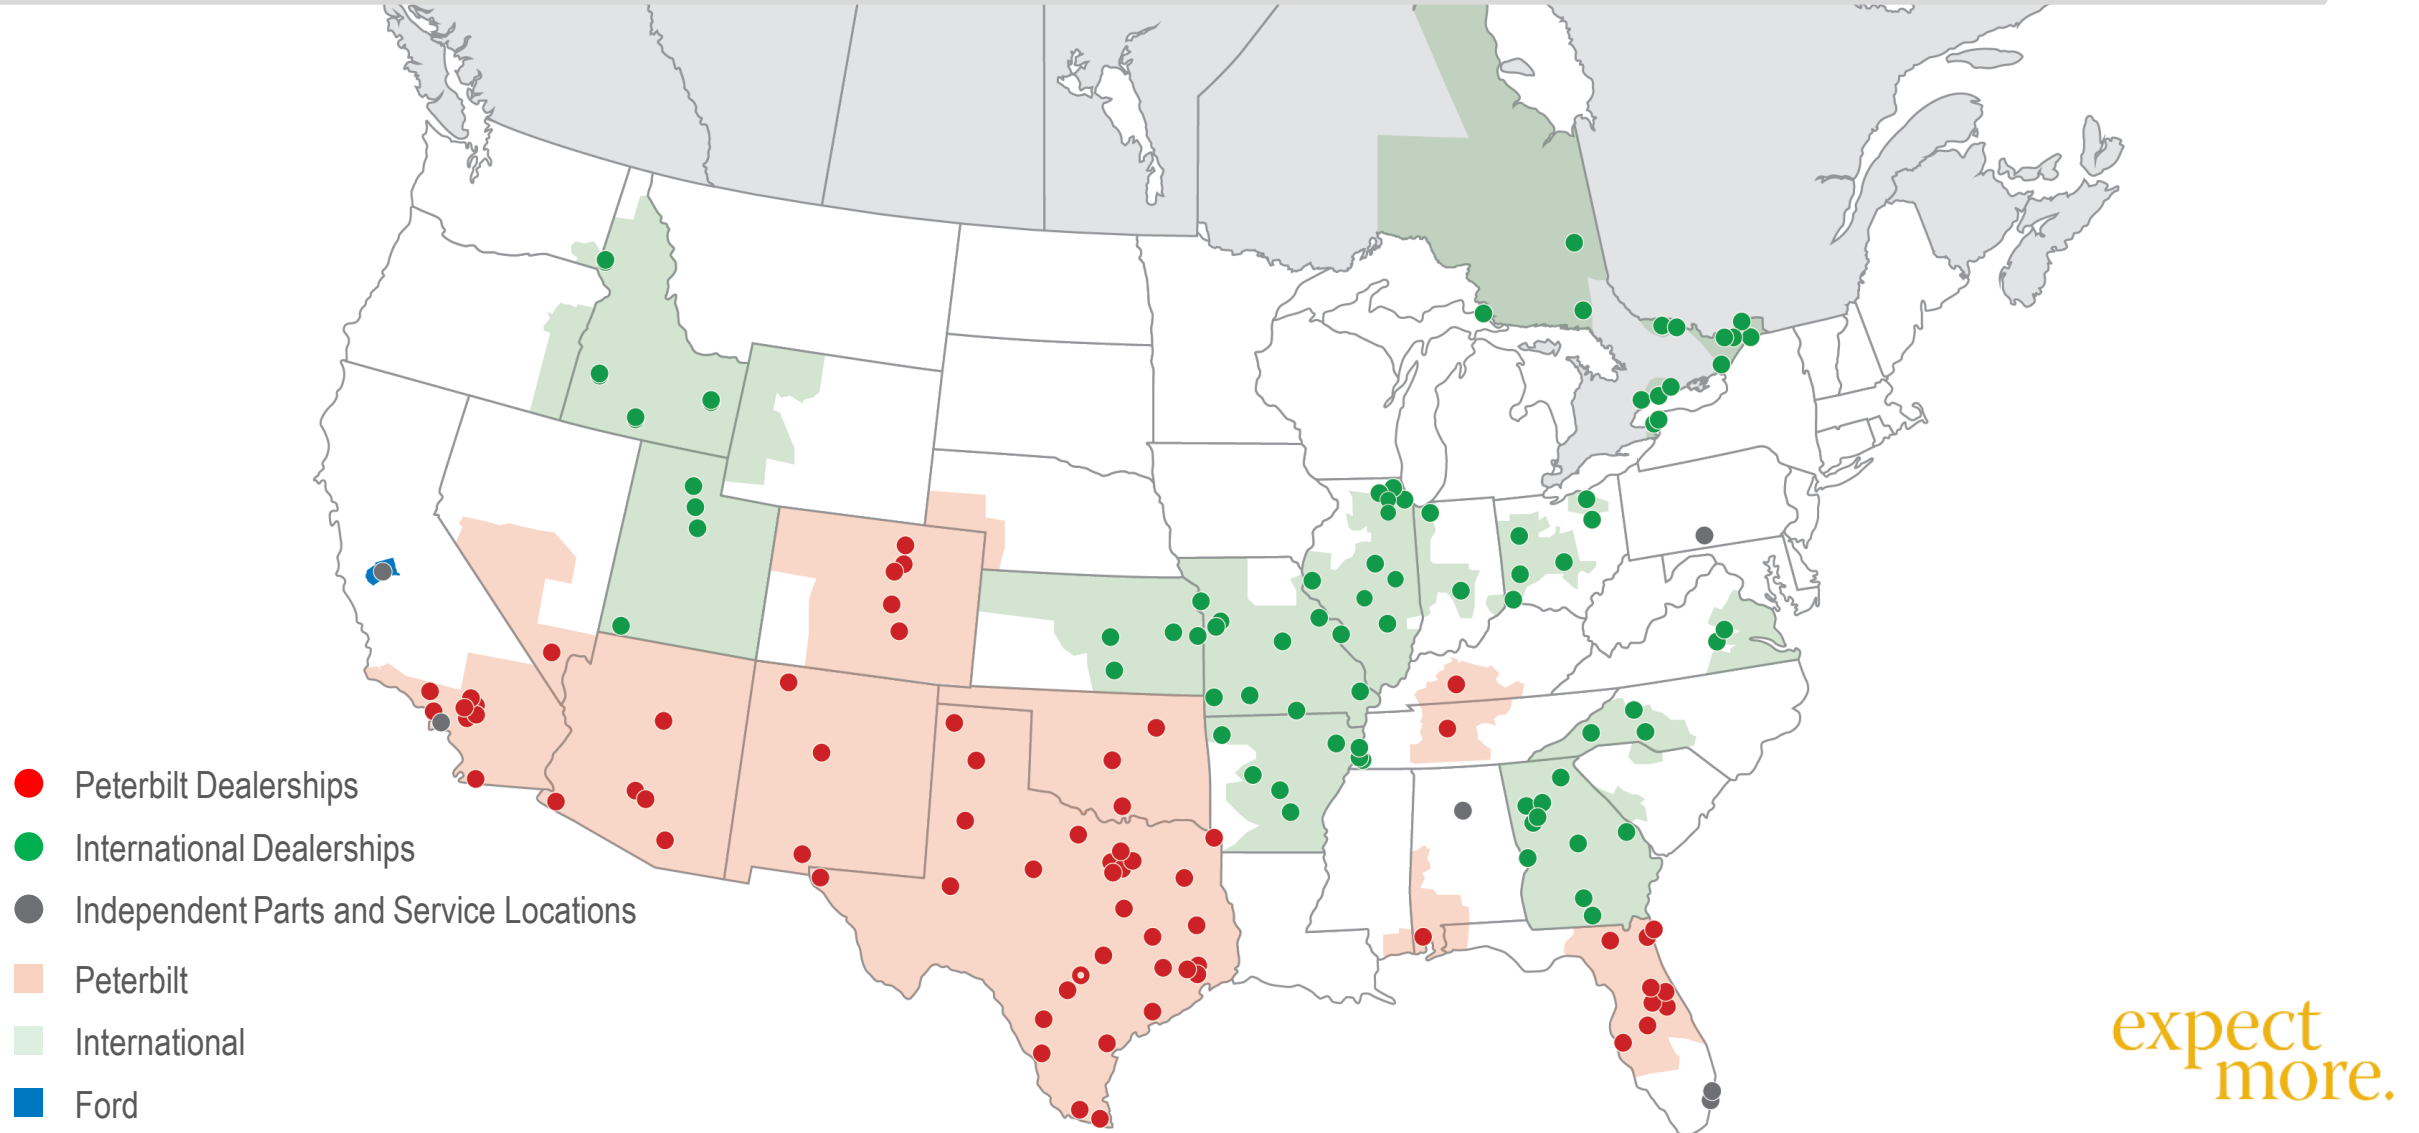 Peterbilt Dealerships
International Dealerships
Independent Parts and Service Locations
Peterbilt
International
Ford
expect
more.